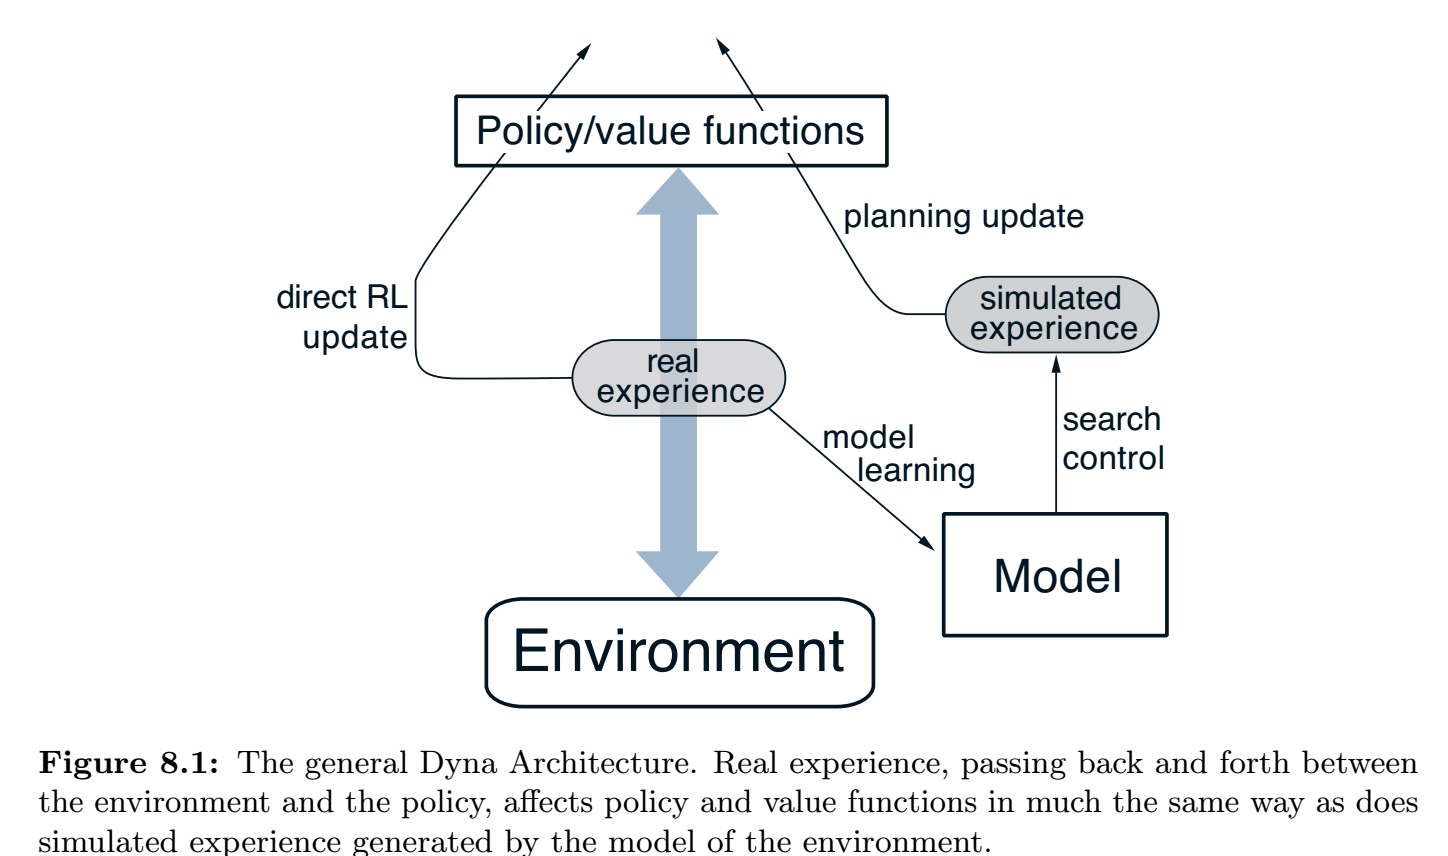 Policy/value functions
planning update
direct RL
update
simulated
experience
real
experience
search
control
model
learning
Model
Environment
Figure 8.1: The general Dyna Architecture. Real experience, passing back and forth between
the environment and the policy, affects policy and value functions in much the same way as does
simulated experience generated by the model of the environment.